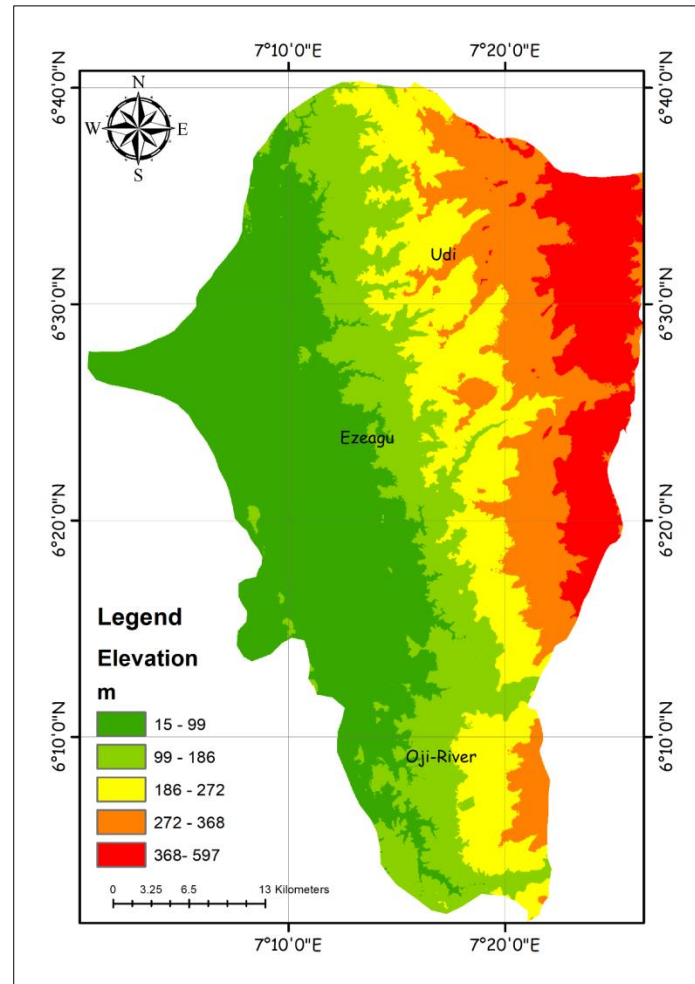 7°10'0"E 7°20'0"E
N
W E
S
6°40'0"N 6°40'0"N
Udi
6°30'0"N 6°30'0"N
Ezeagu
6°20'0"N 6°20'0"N
Legend
Elevation
m
15 - 99
99 - 186
186 - 272
272 - 368
368- 597
6°10'0"N 6°10'0"N
Oji-River
0 3.25 6.5 13 Kilometers
7°10'0"E 7°20'0"E